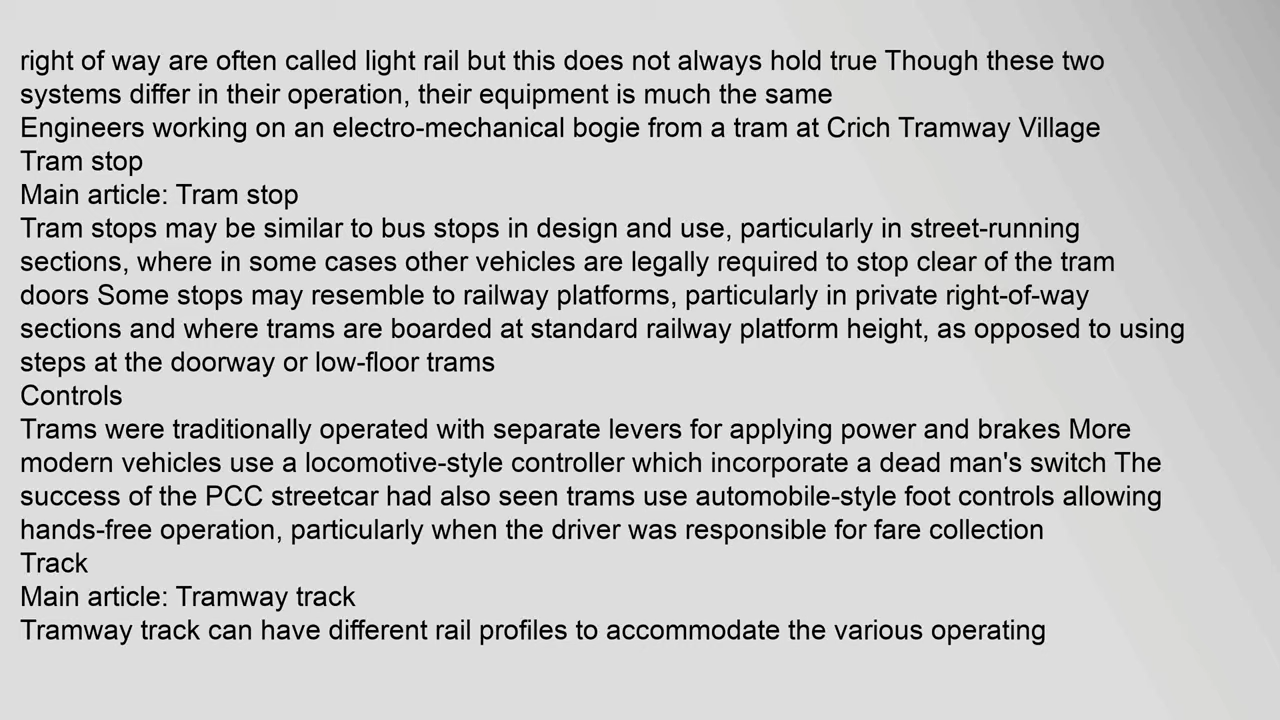 right of way are often called light rail but this does not always hold true Though these two
systems differ in their operation, their equipment is much the same
Engineers working on an electro-mechanical bogie from a tram at Crich Tramway Village
Tram stop
Main article: Tram stop
Tram stops may be similar to bus stops in design and use, particularly in street-running
sections, where in some cases other vehicles are legally required to stop clear of the tram
doors Some stops may resemble to railway platforms, particularly in private right-of-way
sections and where trams are boarded at standard railway platform height, as opposed to using
steps at the doorway or low-floor trams
Controls
Trams were traditionally operated with separate levers for applying power and brakes More
modern vehicles use a locomotive-style controller which incorporate a dead man's switch The
success of the PCC streetcar had also seen trams use automobile-style foot controls allowing
hands-free operation, particularly when the driver was responsible for fare collection
Track
Main article: Tramway track
Tramway track can have different rail profiles to accommodate the various operating